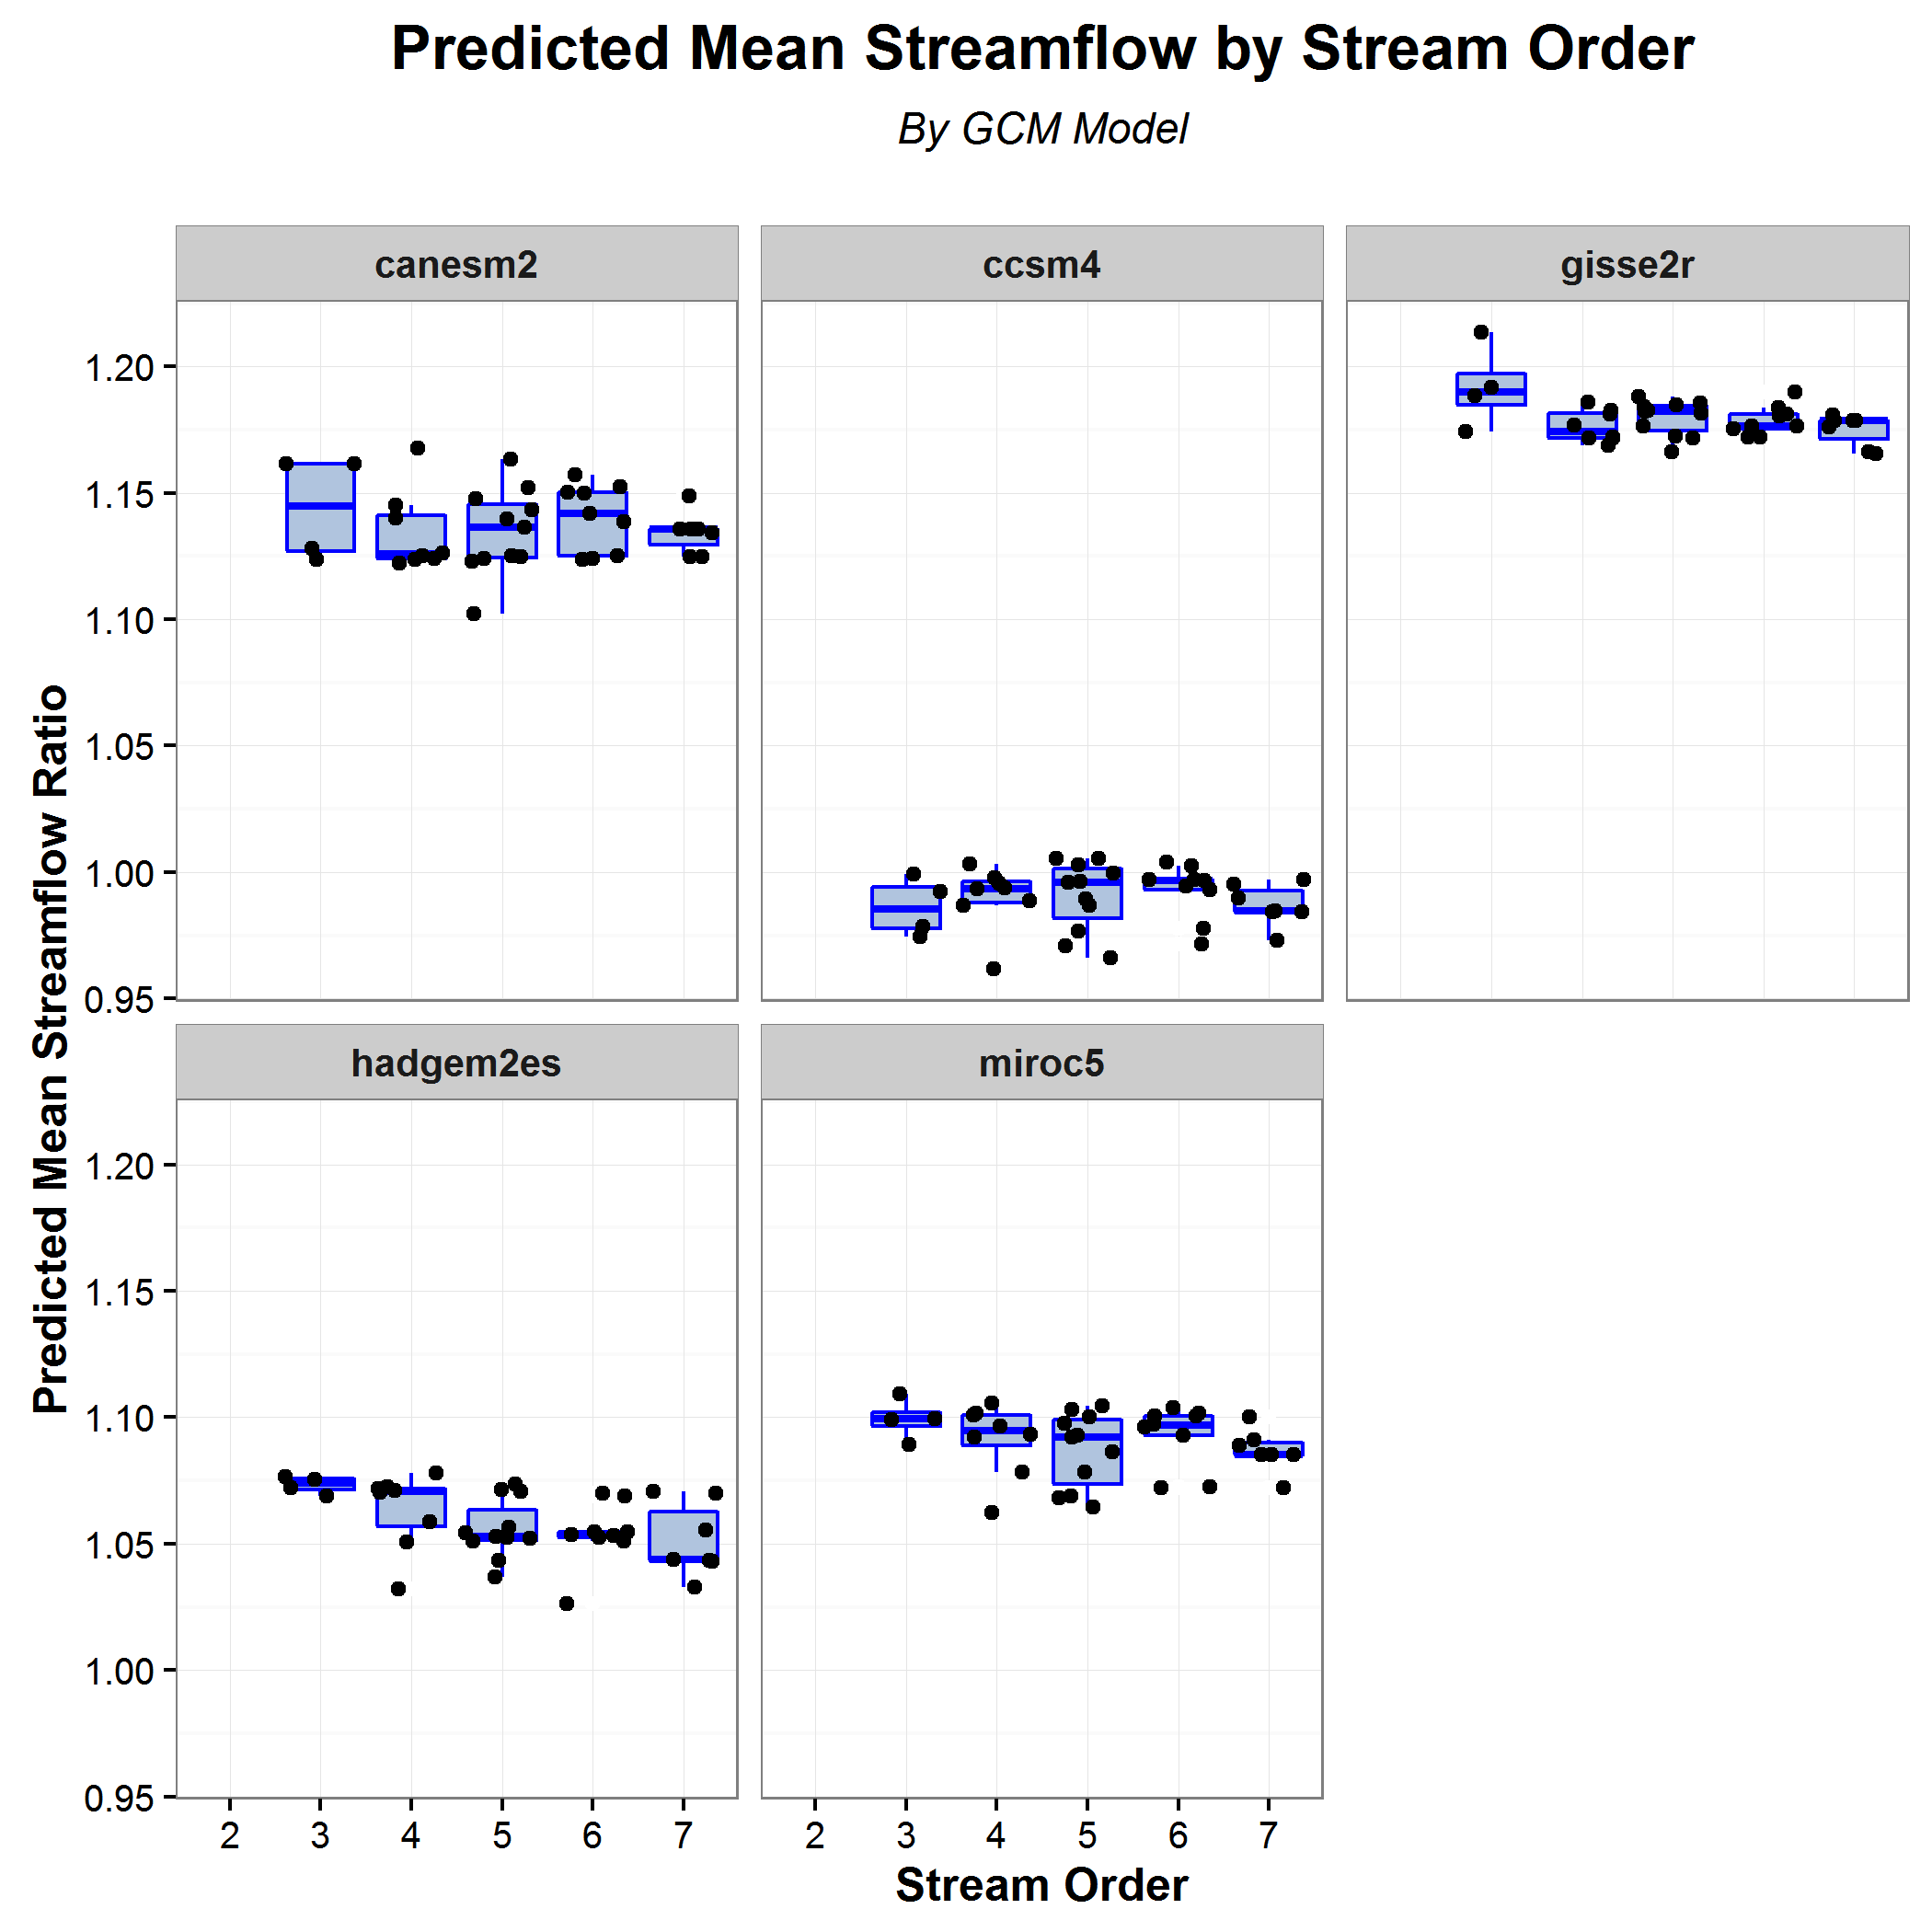 Predicted Mean Streamflow by Stream Order
By GCM Model
canesm2
ccsm4
gisse2r
1.20
1.15
1.10
1.05
1.00
0.95
Predicted Mean Streamflow Ratio
hadgem2es
miroc5
1.20
1.15
1.10
1.05
1.00
0.95
2 3 4 5 6 7
2 3 4 5 6 7
Stream Order